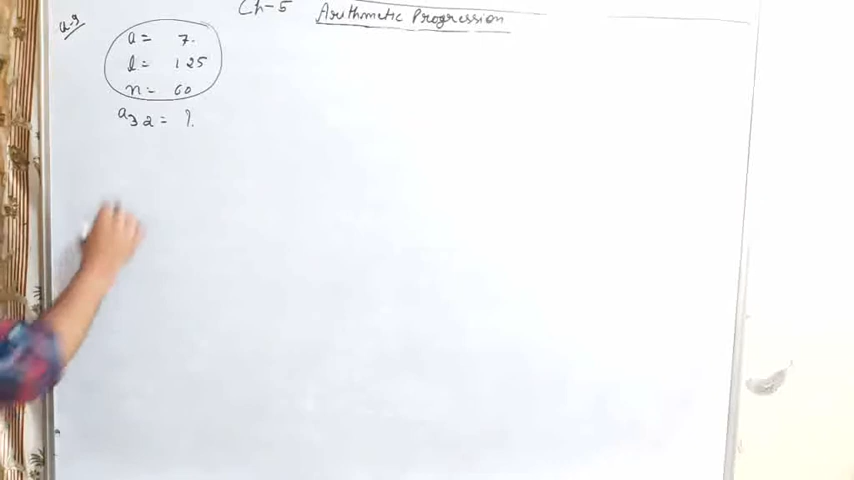 Ch-5 Arithmetic Progression
a = 7.
l = 125
n = 60
a32 = ?